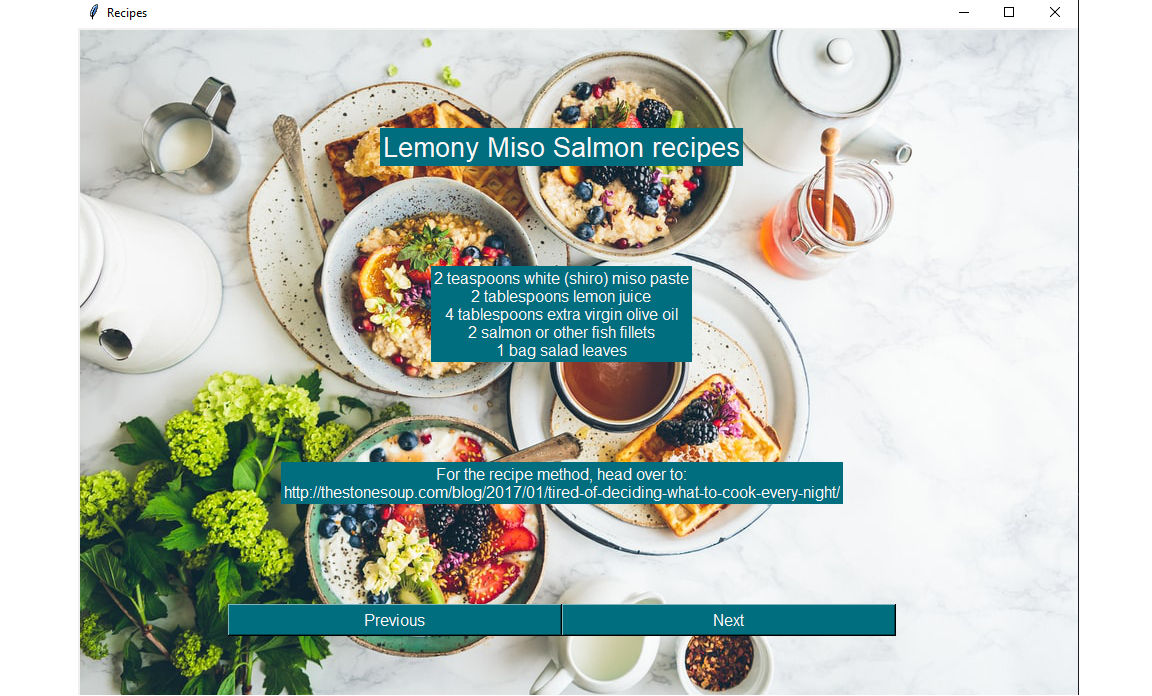 Recipes
Lemony Miso Salmon recipes
2 teaspoons white (shiro) miso paste
2 tablespoons lemon juice
4 tablespoons extra virgin olive oil
2 salmon or other fish fillets
1 bag salad leaves
For the recipe method, head over to:
http://thestonesoup.com/blog/2017/01/tired-of-deciding-what-to-cook-every-night/
Previous
Next